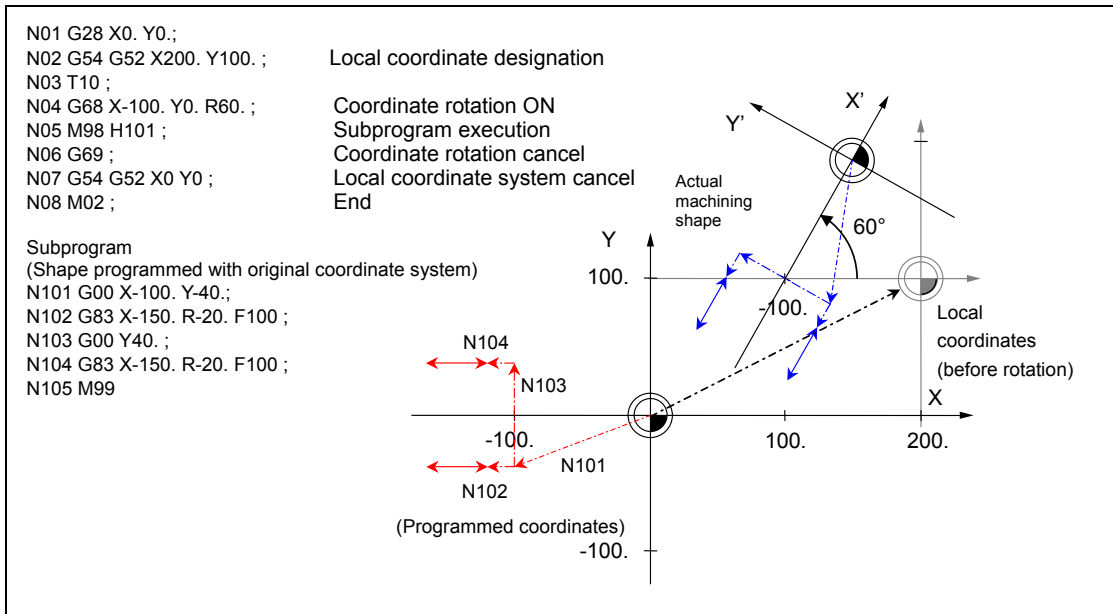 N01 G28 X0. Y0.;
N02 G54 G52 X200. Y100. ; Local coordinate designation
N03 T10 ;
N04 G68 X-100. Y0. R60. ; Coordinate rotation ON
N05 M98 H101 ; Subprogram execution
N06 G69 ; Coordinate rotation cancel
N07 G54 G52 X0 Y0 ; Local coordinate system cancel
N08 M02 ; End
Subprogram
(Shape programmed with original coordinate system)
N101 G00 X-100. Y-40.;
N102 G83 X-150. R-20. F100 ;
N103 G00 Y40. ;
N104 G83 X-150. R-20. F100 ;
N105 M99
X'
Y'
Actual
machining
shape
60°
Y
100.
-100.
Local
coordinates
(before rotation)
N104
N103
X
-100.
100.
200.
N101
N102
(Programmed coordinates)
-100.